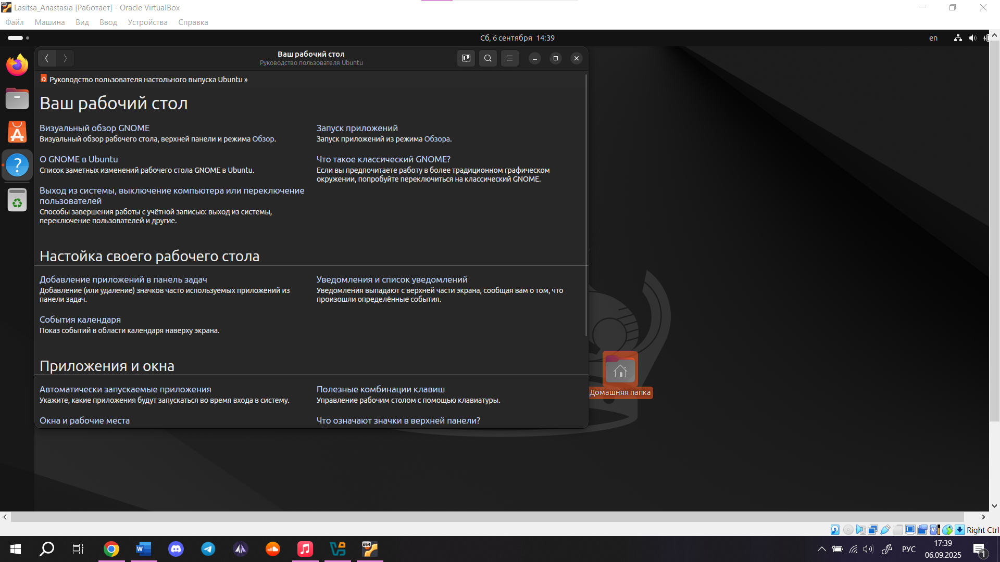 Lasitsa_Anastasia [Работает] - Oracle VirtualBox
Файл Машина Вид Ввод Устройства Справка
Сб, 6 сентября 14:39
en
Ваш рабочий стол
Руководство пользователя Ubuntu
Руководство пользователя настольного выпуска Ubuntu »
Ваш рабочий стол
Визуальный обзор GNOME
Визуальный обзор рабочего стола, верхней панели и режима Обзор.
О GNOME в Ubuntu
Список заметных изменений рабочего стола GNOME в Ubuntu.
Выход из системы, выключение компьютера или переключение
пользователей
Способы завершения работы с учётной записью: выход из системы,
переключение пользователей и другие.
Запуск приложений
Запуск приложений из режима Обзора.
Что такое классический GNOME?
Если вы предпочитаете работу в более традиционном графическом
окружении, попробуйте переключиться на классический GNOME.
Настойка своего рабочего стола
Добавление приложений в панель задач
Добавление (или удаление) значков часто используемых приложений из
панели задач.
События календаря
Показ событий в области календаря наверху экрана.
Уведомления и список уведомлений
Уведомления выпадают с верхней части экрана, сообщая вам о том, что
произошли определённые события.
Приложения и окна
Автоматически запускаемые приложения
Укажите, какие приложения будут запускаться во время входа в систему.
Окна и рабочие места
Полезные комбинации клавиш
Управление рабочим столом с помощью клавиатуры.
Что означают значки в верхней панели?
Домашняя папка
Right Ctrl
x64
РУС
17:39
06.09.2025
1